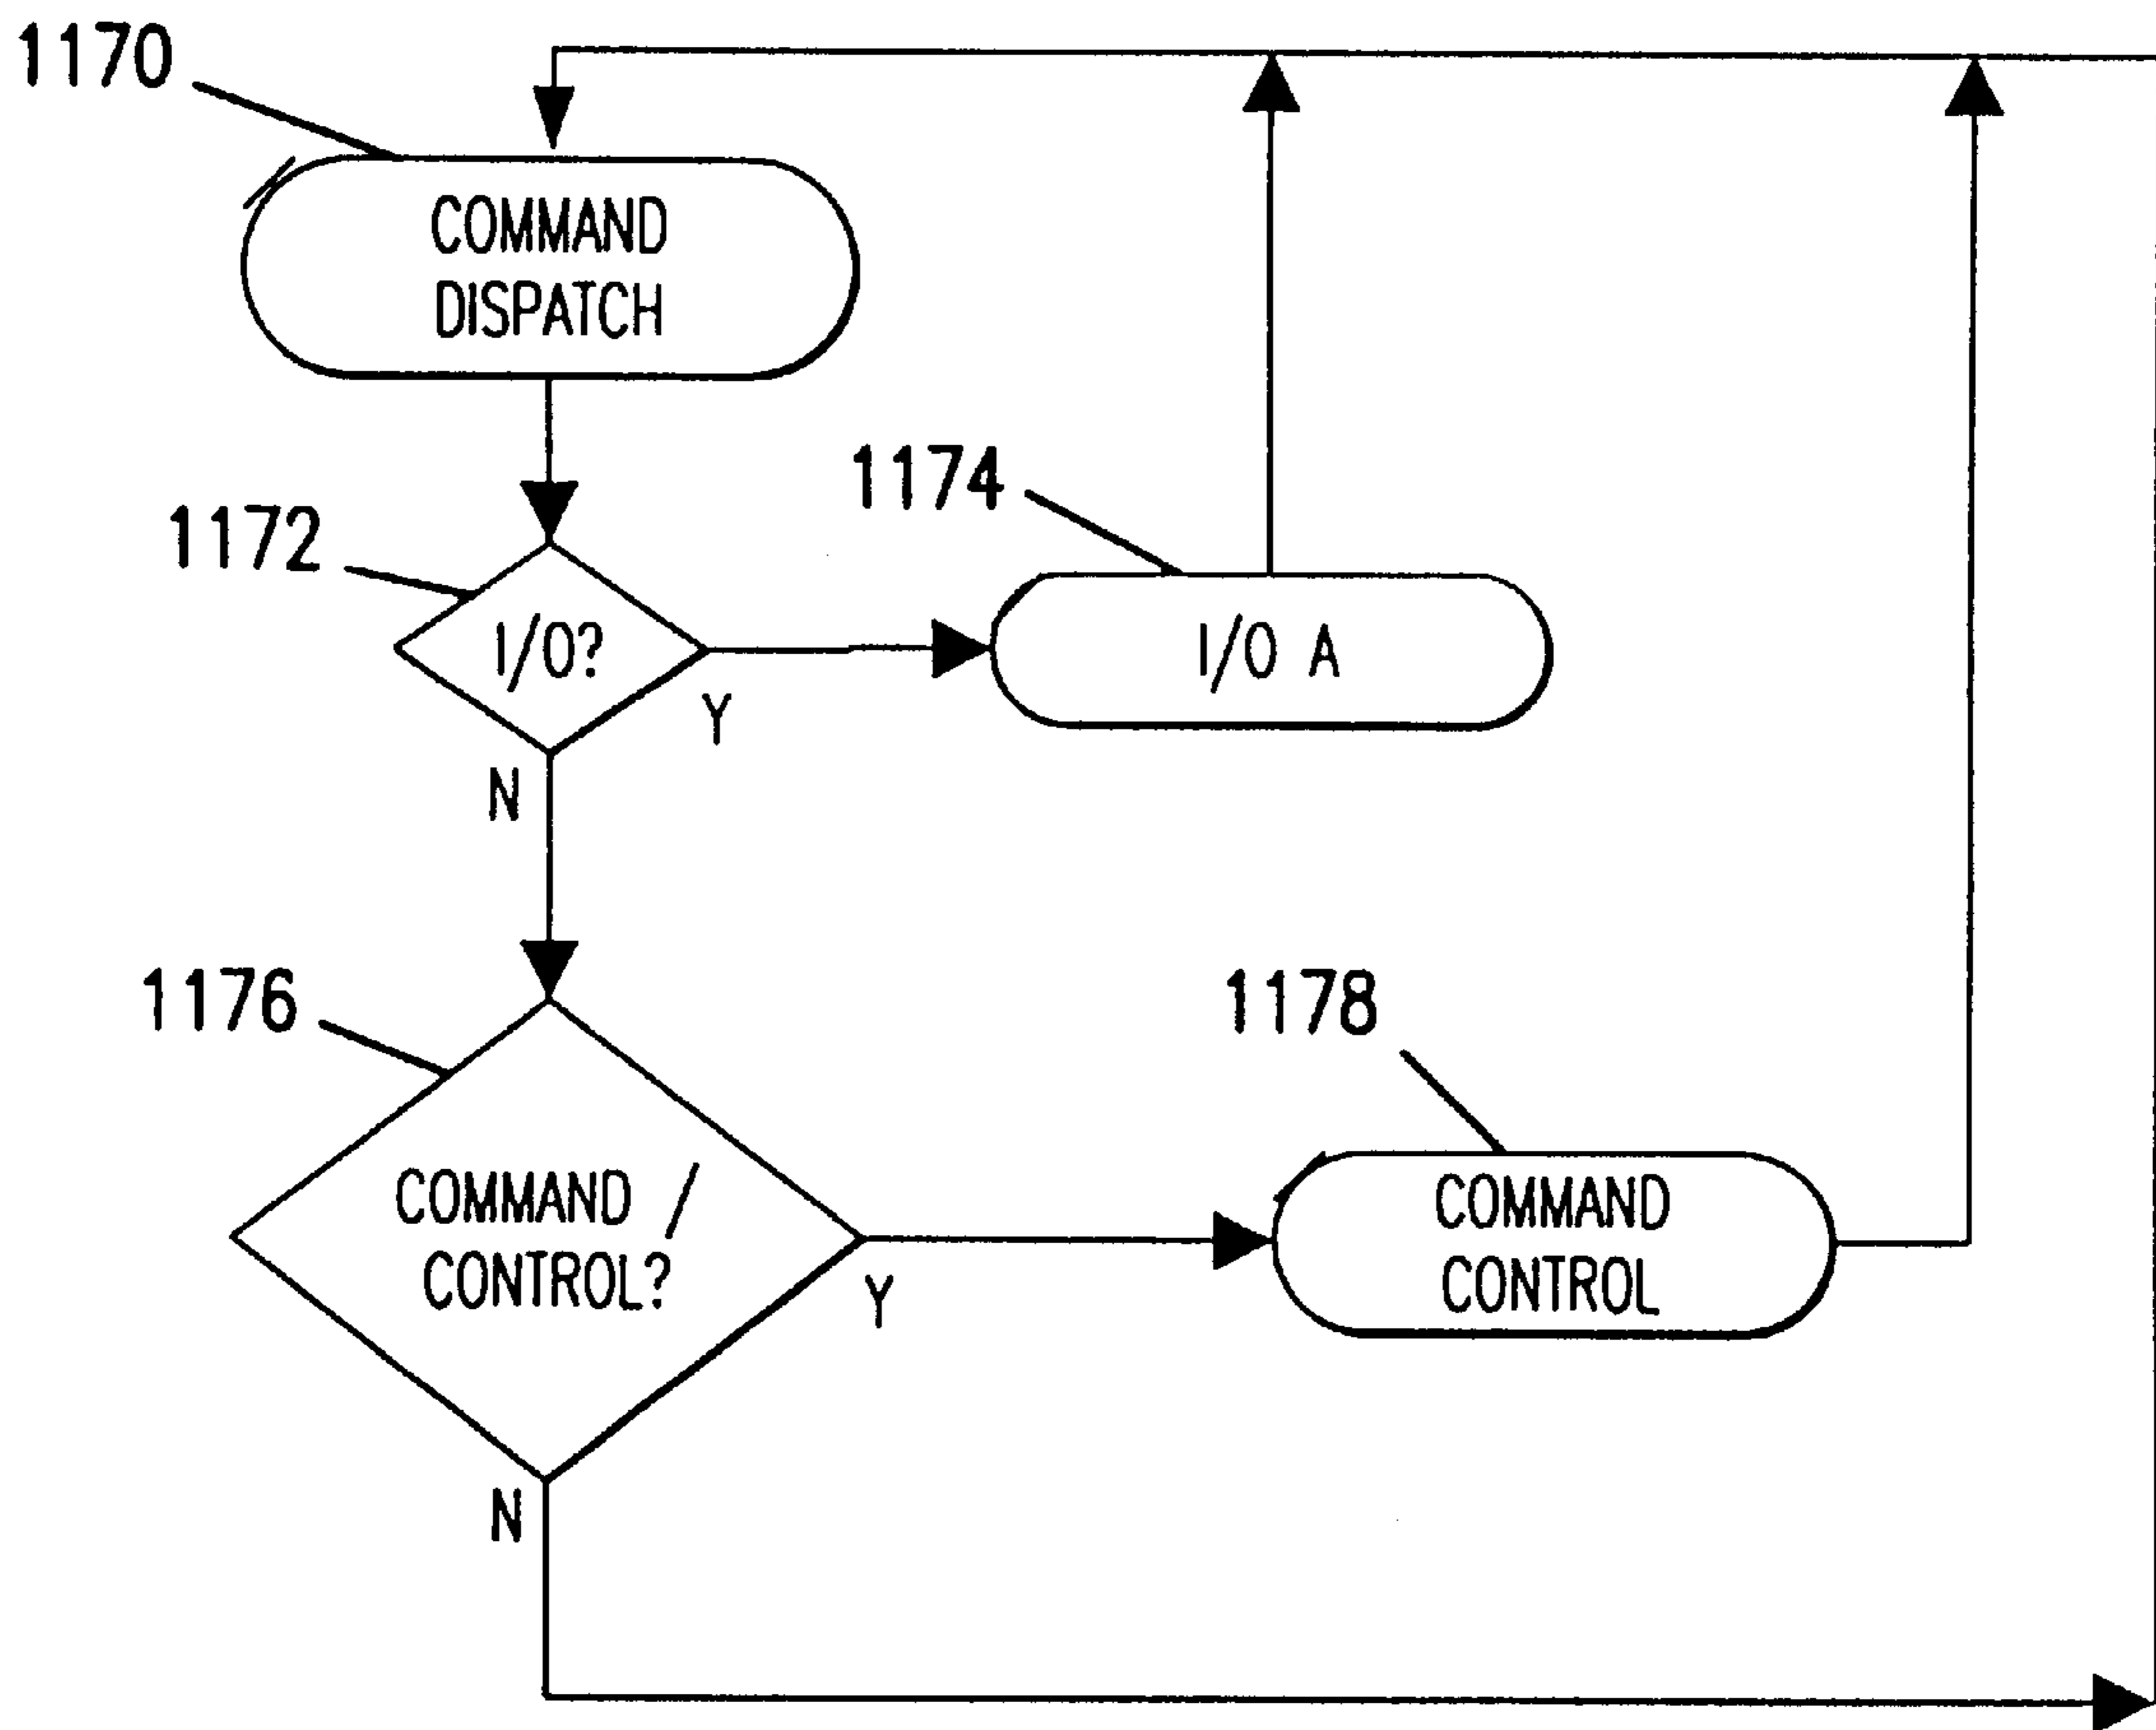 1170
COMMAND
DISPATCH
1172
I/O?
Y
N
1174
I/O A
1176
COMMAND /
CONTROL?
Y
N
1178
COMMAND
CONTROL